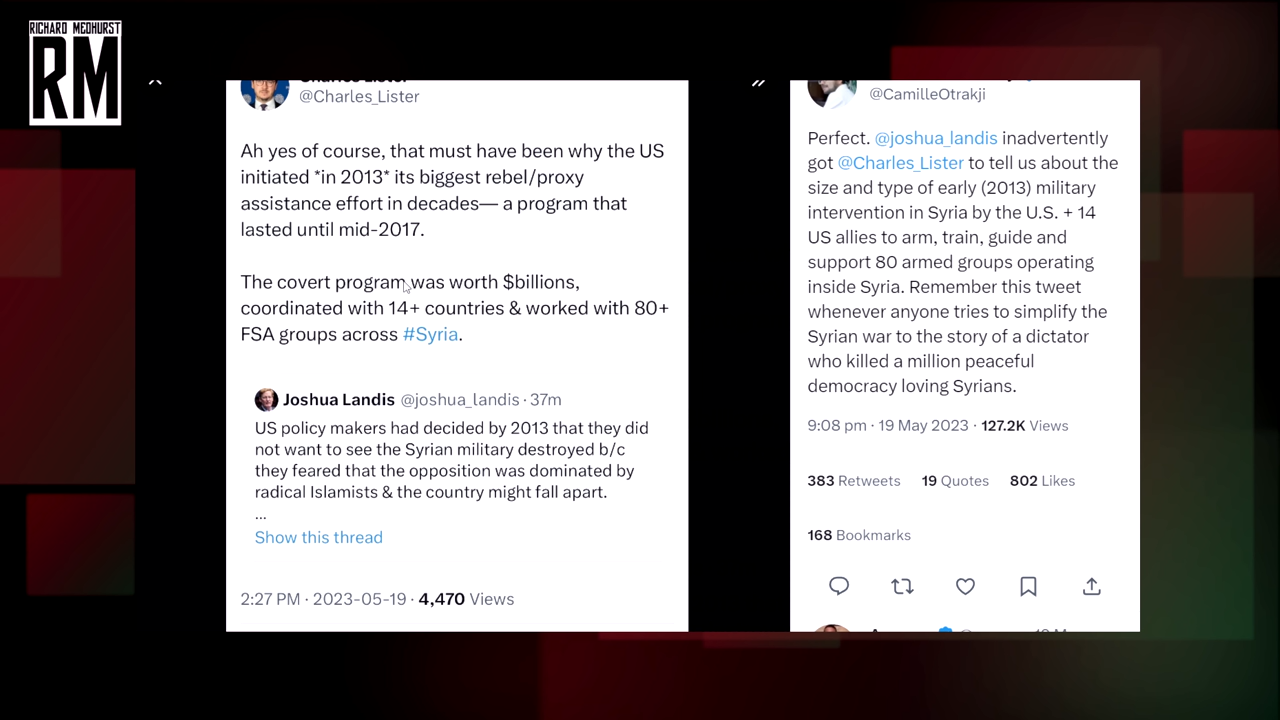 RICHARD MEDHURST
RM
Charles Lister
@Charles_Lister
Ah yes of course, that must have been why the US
initiated *in 2013* its biggest rebel/proxy
assistance effort in decades— a program that
lasted until mid-2017.
The covert program was worth $billions,
coordinated with 14+ countries & worked with 80+
FSA groups across #Syria.
Joshua Landis @joshua_landis · 37m
US policy makers had decided by 2013 that they did
not want to see the Syrian military destroyed b/c
they feared that the opposition was dominated by
radical Islamists & the country might fall apart.
...
Show this thread
2:27 PM · 2023-05-19 · 4,470 Views
@CamilleOtrakji
Perfect. @joshua_landis inadvertently
got @Charles_Lister to tell us about the
size and type of early (2013) military
intervention in Syria by the U.S. + 14
US allies to arm, train, guide and
support 80 armed groups operating
inside Syria. Remember this tweet
whenever anyone tries to simplify the
Syrian war to the story of a dictator
who killed a million peaceful
democracy loving Syrians.
9:08 pm · 19 May 2023 · 127.2K Views
383 Retweets 19 Quotes 802 Likes
168 Bookmarks